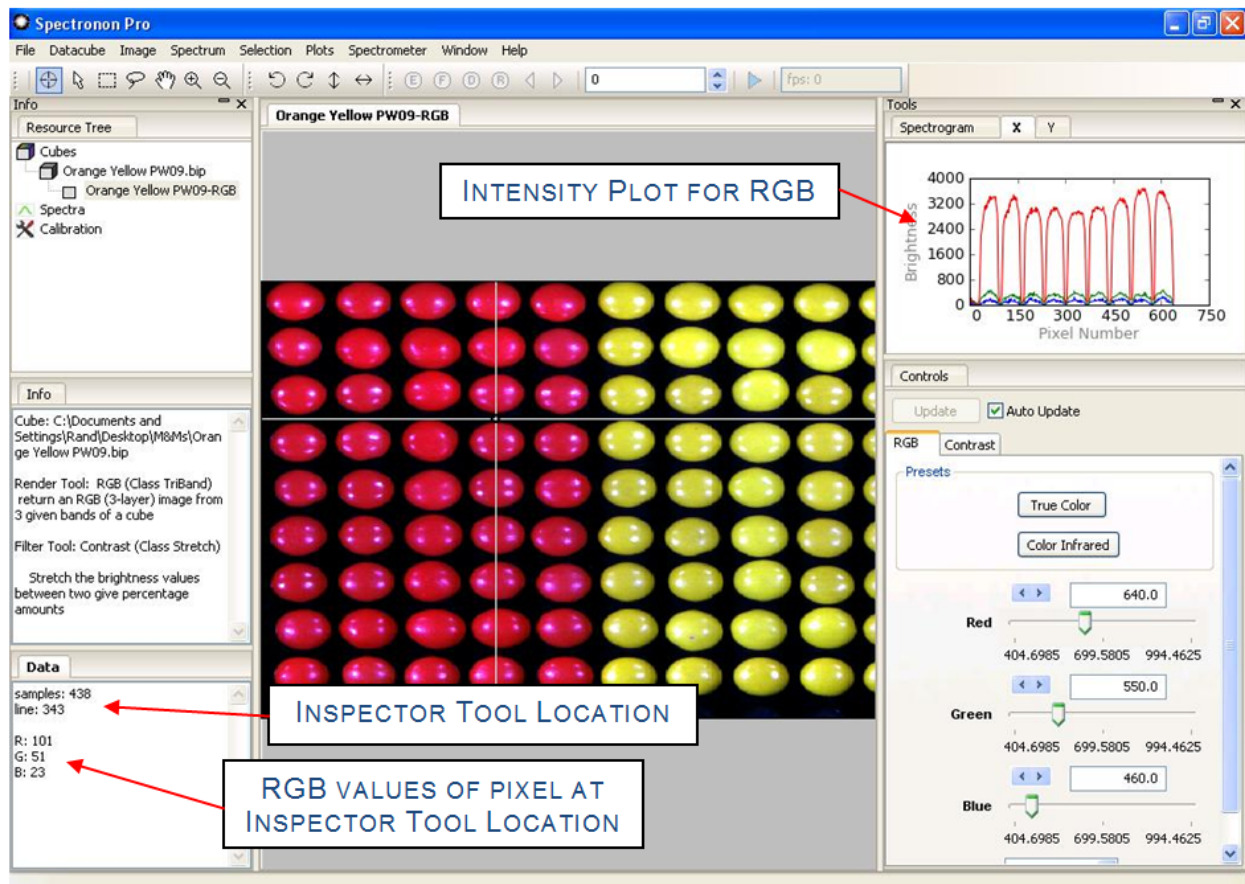 Spectronon Pro
File Datacube Image Spectrum Selection Plots Spectrometer Window Help
E F D R 0 fps: 0
Info
Resource Tree
Cubes
Orange Yellow PW09.bip
Orange Yellow PW09-RGB
Spectra
Calibration
Info
Cube: C:\Documents and
Settings\Rand\Desktop\M&Ms\Oran
ge Yellow PW09.bip
Render Tool: RGB (Class TriBand)
return an RGB (3-layer) image from
3 given bands of a cube
Filter Tool: Contrast (Class Stretch)
Stretch the brightness values
between two give percentage
amounts
Data
samples: 438
line: 343
R: 101
G: 51
B: 23
Orange Yellow PW09-RGB
INTENSITY PLOT FOR RGB
INSPECTOR TOOL LOCATION
RGB VALUES OF PIXEL AT
INSPECTOR TOOL LOCATION
Tools
Spectrogram X Y
Brightness
4000
3200
2400
1600
800
0
0 150 300 450 600 750
Pixel Number
Controls
Update Auto Update
RGB Contrast
Presets
True Color
Color Infrared
640.0
Red
404.6985 699.5805 994.4625
550.0
Green
404.6985 699.5805 994.4625
460.0
Blue
404.6985 699.5805 994.4625